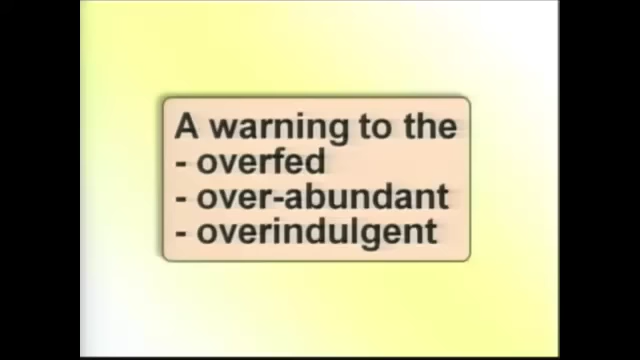 A warning to the
- overfed
- over-abundant
- overindulgent